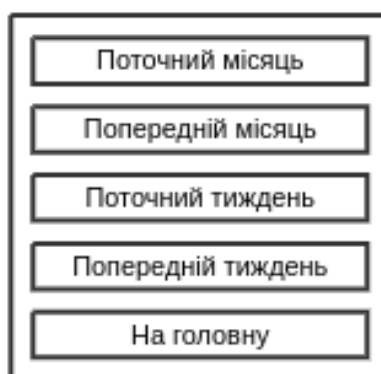 Поточний місяць
Попередній місяць
Поточний тиждень
Попередній тиждень
На головну